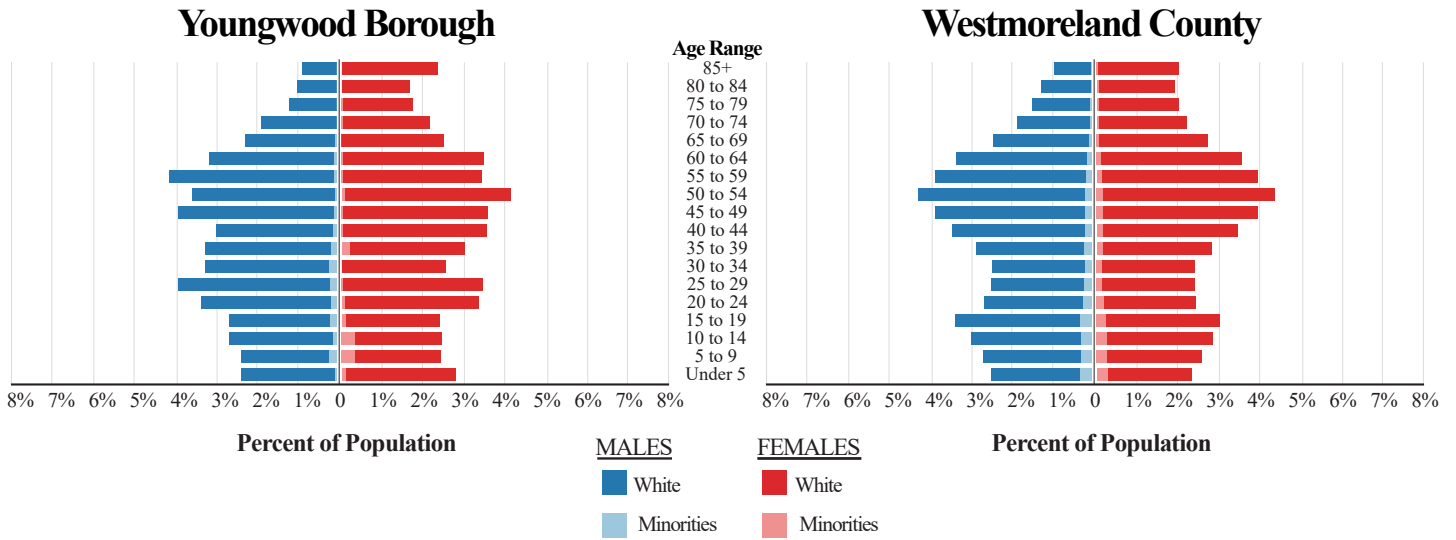 Youngwood Borough
Westmoreland County
Age Range
85+
80 to 84
75 to 79
70 to 74
65 to 69
60 to 64
55 to 59
50 to 54
45 to 49
40 to 44
35 to 39
30 to 34
25 to 29
20 to 24
15 to 19
10 to 14
5 to 9
Under 5
8% 7% 6% 5% 4% 3% 2% 1% 0 1% 2% 3% 4% 5% 6% 7% 8%
8% 7% 6% 5% 4% 3% 2% 1% 0 1% 2% 3% 4% 5% 6% 7% 8%
Percent of Population
Percent of Population
MALES FEMALES
White White
Minorities Minorities